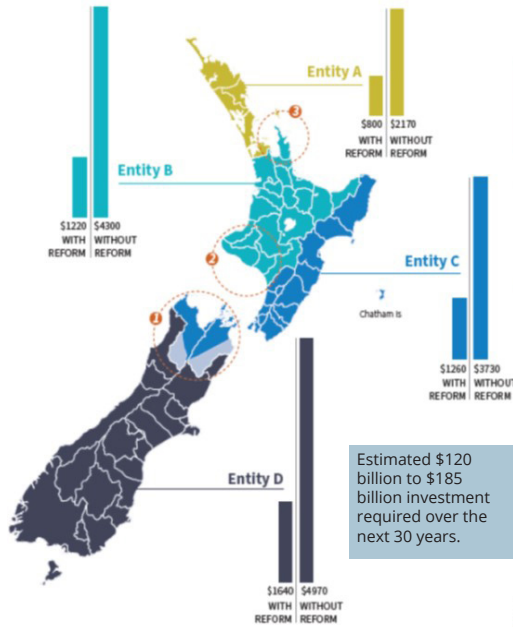 Entity A
3
$800 $2170
WITH WITHOUT
REFORM REFORM
Entity B
$1220 $4300
WITH WITHOUT
REFORM REFORM
2
Entity C
Chatham Is
1
$1260 $3730
WITH WITHOUT
REFORM REFORM
Entity D
Estimated $120
billion to $185
billion investment
required over the
next 30 years.
$1640 $4970
WITH WITHOUT
REFORM REFORM